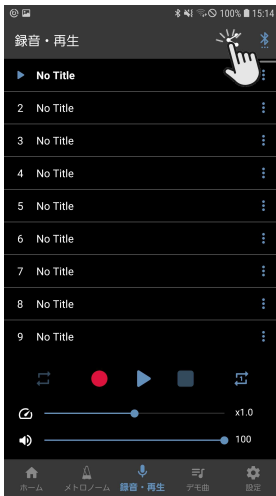 100% 15:14
録音・再生
No Title
2 No Title
3 No Title
4 No Title
5 No Title
6 No Title
7 No Title
8 No Title
9 No Title
1
x1.0
100
ホーム メトロノーム 録音・再生 デモ曲 設定